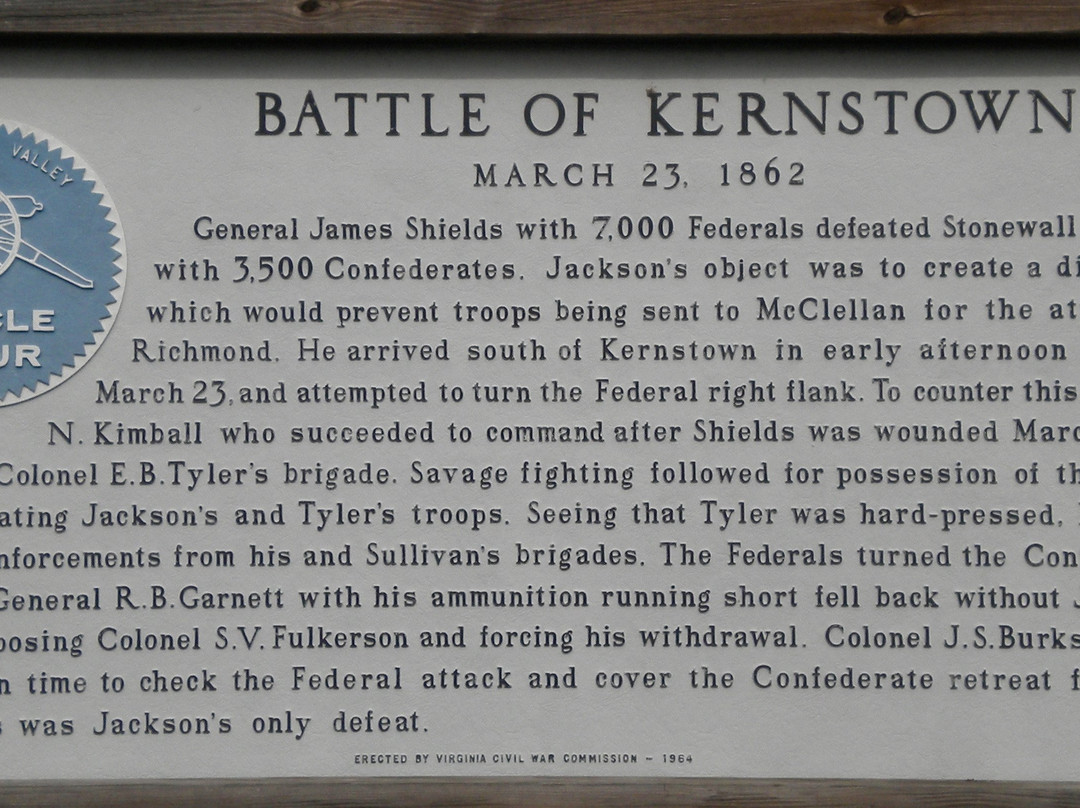 BATTLE OF KERNSTOWN
MARCH 23, 1862
VALLEY
General James Shields with 7,000 Federals defeated Stonewall
with 3,500 Confederates. Jackson's object was to create a di
which would prevent troops being sent to McClellan for the at
CLE
Richmond. He arrived south of Kernstown in early afternoon
UR
March 23, and attempted to turn the Federal right flank. To counter this
N. Kimball who succeeded to command after Shields was wounded Marc
Colonel E.B. Tyler's brigade. Savage fighting followed for possession of th
ating Jackson's and Tyler's troops. Seeing that Tyler was hard-pressed,
nforcements from his and Sullivan's brigades. The Federals turned the Con
General R.B. Garnett with his ammunition running short fell back without J
posing Colonel S.V. Fulkerson and forcing his withdrawal. Colonel J.S. Burks
n time to check the Federal attack and cover the Confederate retreat f
s was Jackson's only defeat.
ERECTED BY VIRGINIA CIVIL WAR COMMISSION – 1964